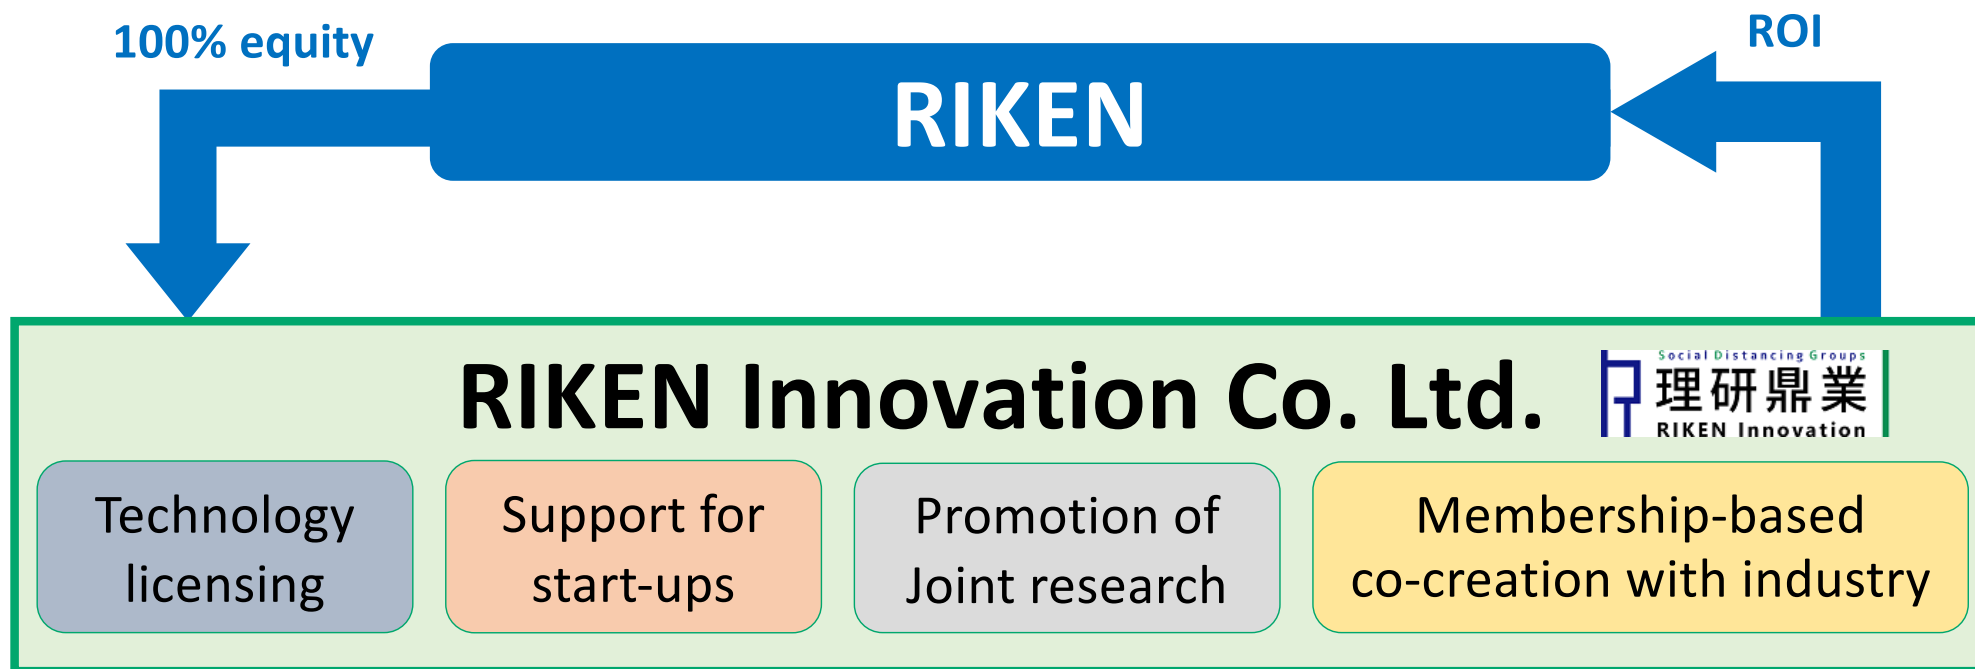 100% equity
ROI
RIKEN
RIKEN Innovation Co. Ltd.
Social Distancing Groups
理研鼎業
RIKEN Innovation
Technology
licensing
Support for
start-ups
Promotion of
Joint research
Membership-based
co-creation with industry